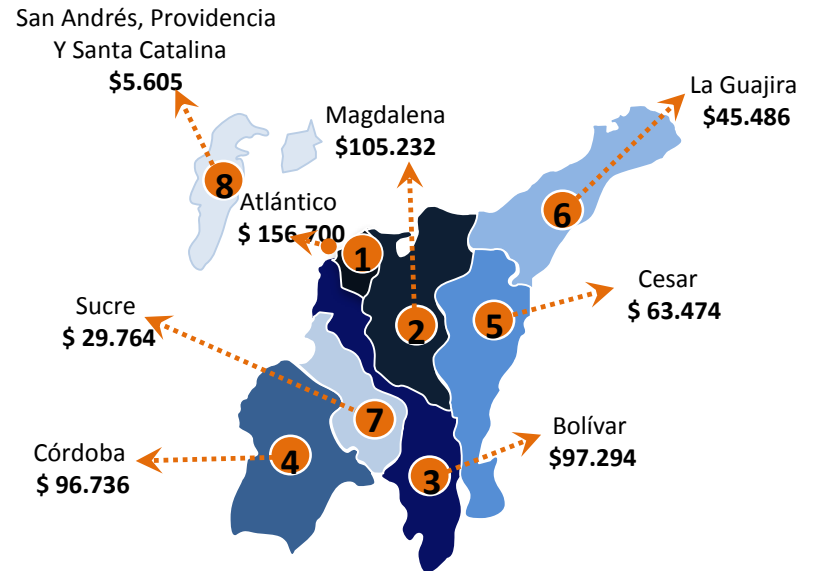 San Andrés, Providencia
Y Santa Catalina
$5.605
La Guajira
$45.486
Magdalena
$105.232
8
Atlántico
$ 156.700
6
1
Cesar
$ 63.474
Sucre
$ 29.764
2
5
7
Bolívar
$97.294
Córdoba
$ 96.736
4
3